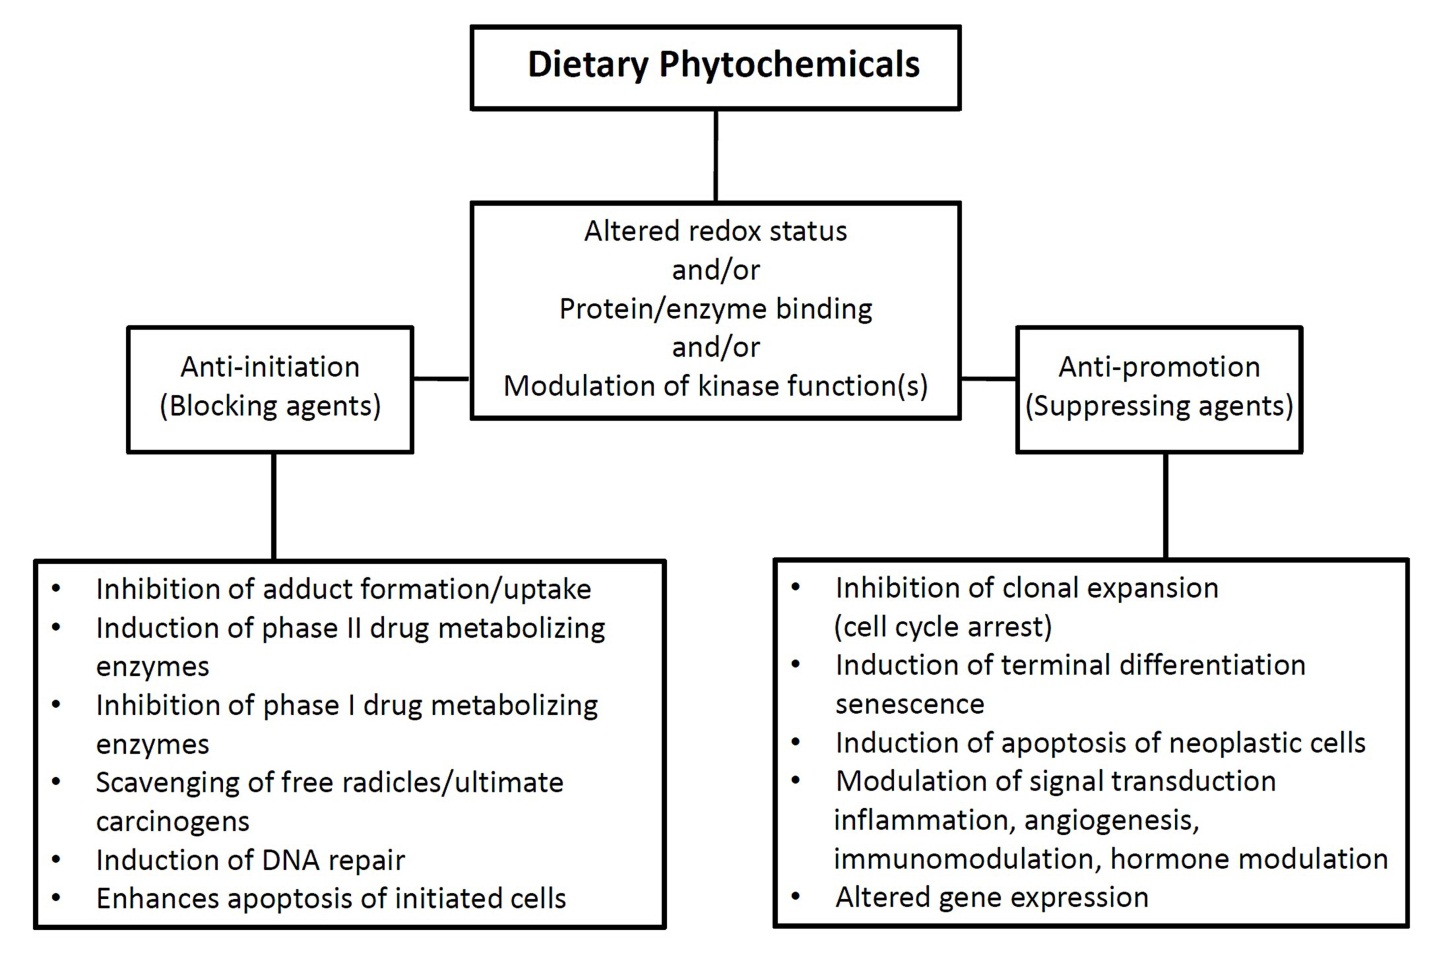 Dietary Phytochemicals
Altered redox status
and/or
Protein/enzyme binding
and/or
Modulation of kinase function(s)
Anti-initiation
(Blocking agents)
Anti-promotion
(Suppressing agents)
• Inhibition of adduct formation/uptake
• Induction of phase II drug metabolizing
enzymes
• Inhibition of phase I drug metabolizing
enzymes
• Scavenging of free radicles/ultimate
carcinogens
• Induction of DNA repair
• Enhances apoptosis of initiated cells
• Inhibition of clonal expansion
(cell cycle arrest)
• Induction of terminal differentiation
senescence
• Induction of apoptosis of neoplastic cells
• Modulation of signal transduction
inflammation, angiogenesis,
immunomodulation, hormone modulation
• Altered gene expression